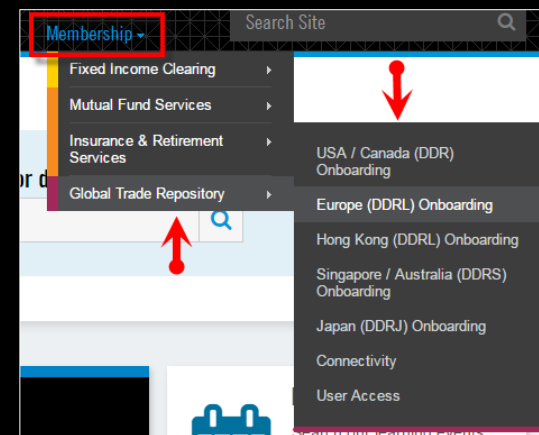 Membership
Search Site
Fixed Income Clearing
Mutual Fund Services
Insurance & Retirement
Services
Global Trade Repository
or d
USA / Canada (DDR)
Onboarding
Europe (DDRL) Onboarding
Hong Kong (DDRL) Onboarding
Singapore / Australia (DDRS)
Onboarding
Japan (DDRJ) Onboarding
Connectivity
User Access